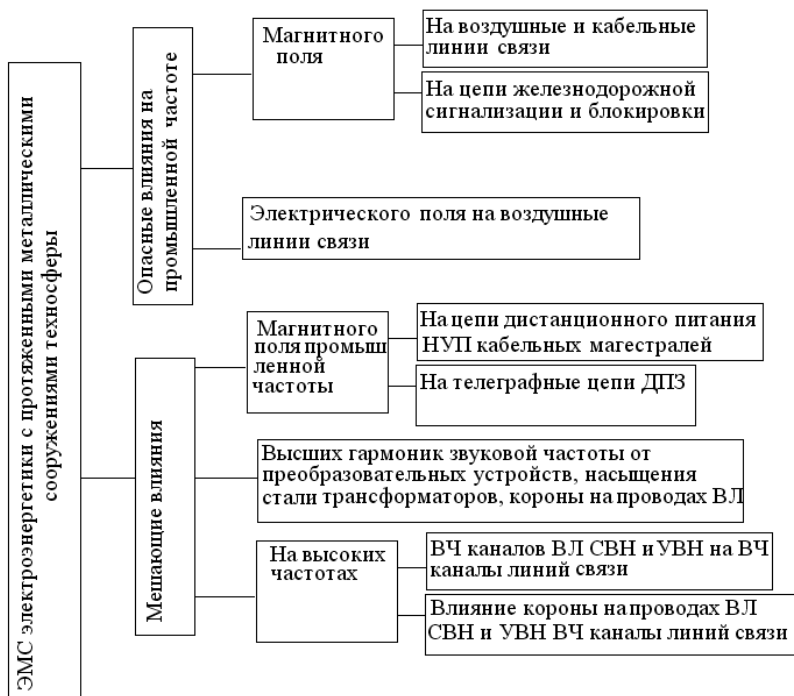 ЭМС электроэнергетики с протяженными металлическими
сооружениями техносферы
Опасные влияния на
промышленной частоте
Магнитного
поля
На воздушные и кабельные
линии связи
На цепи железнодорожной
сигнализации и блокировки
Электрического поля на воздушные
линии связи
Мешающие влияния
Магнитного
поля промыш
ленной
частоты
На цепи дистанционного питания
НУП кабельных магестралей
На телеграфные цепи ДПЗ
Высших гармоник звуковой частоты от
преобразовательных устройств, насыщения
стали трансформаторов, короны на проводах ВЛ
На высоких
частотах
ВЧ каналов ВЛ СВН и УВН на ВЧ
каналы линий связи
Влияние короны на проводах ВЛ
СВН и УВН ВЧ каналы линий связи